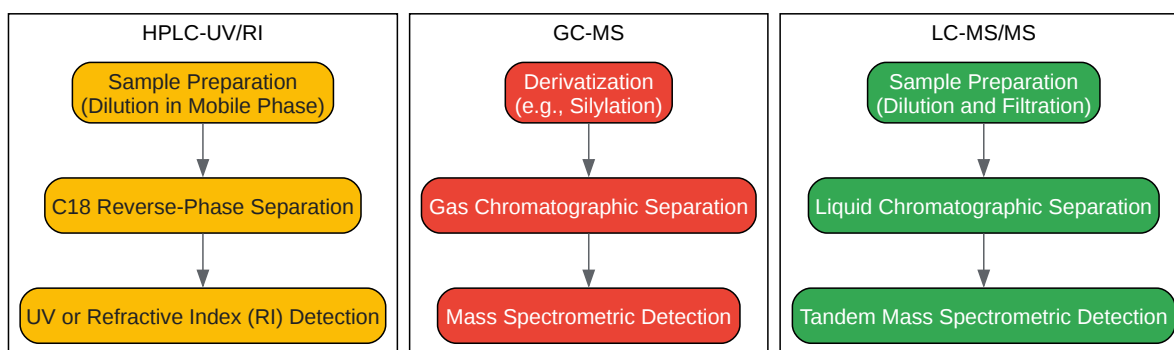 HPLC-UV/RI
Sample Preparation
(Dilution in Mobile Phase)
C18 Reverse-Phase Separation
UV or Refractive Index (RI) Detection
GC-MS
Derivatization
(e.g., Silylation)
Gas Chromatographic Separation
Mass Spectrometric Detection
LC-MS/MS
Sample Preparation
(Dilution and Filtration)
Liquid Chromatographic Separation
Tandem Mass Spectrometric Detection